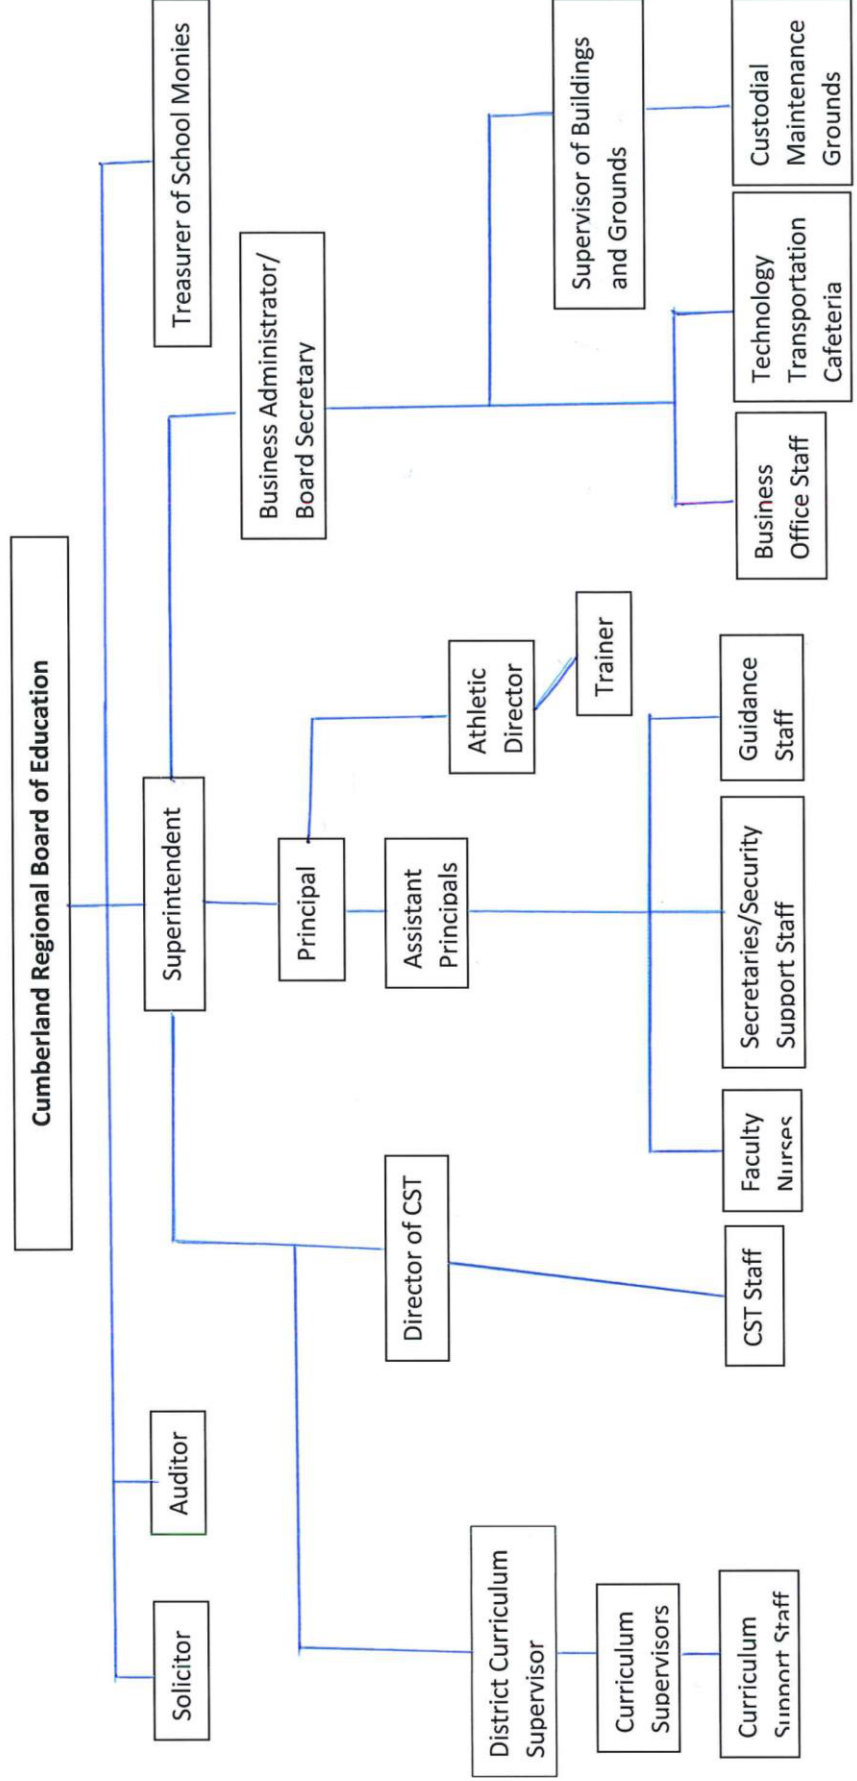 Cumberland Regional Board of Education
Solicitor
Auditor
Superintendent
Treasurer of School Monies
Business Administrator/
Board Secretary
Principal
Director of CST
Assistant
Principals
Athletic
Director
District Curriculum
Supervisor
Supervisor of Buildings
and Grounds
Trainer
Curriculum
Supervisors
Curriculum
Support Staff
CST Staff
Faculty
Nurses
Secretaries/Security
Support Staff
Guidance
Staff
Business
Office Staff
Technology
Transportation
Cafeteria
Custodial
Maintenance
Grounds